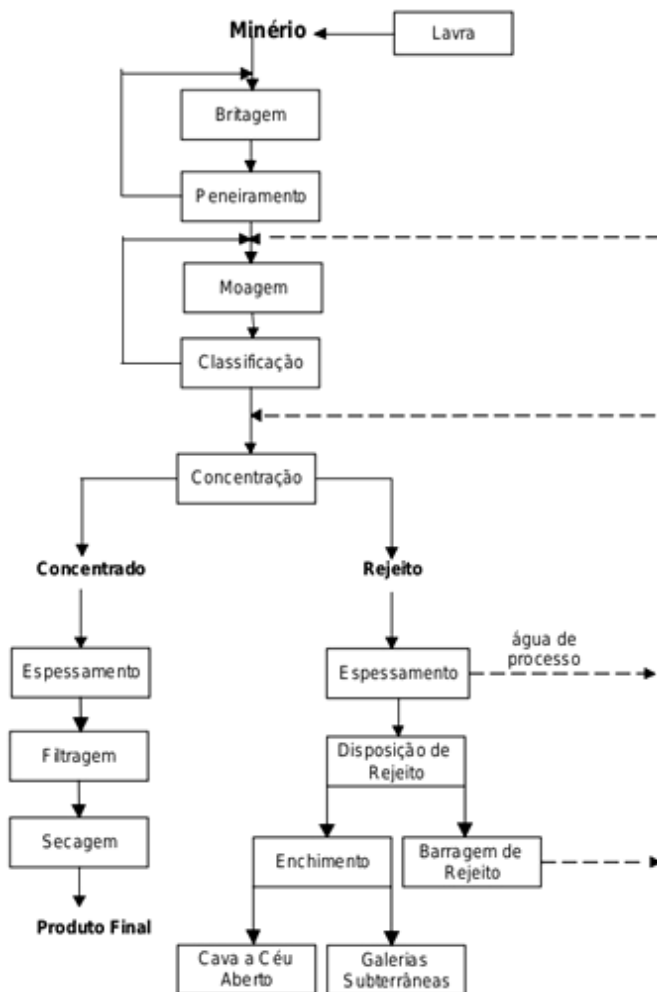 Minério
Lavra
Britagem
Peneiramento
Moagem
Classificação
Concentração
Concentrado
Rejeito
Espessamento
Espessamento
água de
processo
Filtragem
Disposição de
Rejeito
Secagem
Enchimento
Barragem de
Rejeito
Produto Final
Cava a Céu
Aberto
Galerias
Subterrâneas